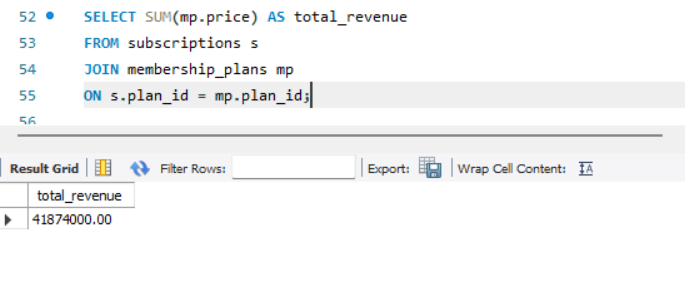 52 SELECT SUM(mp.price) AS total_revenue
53 FROM subscriptions s
54 JOIN membership_plans mp
55 ON s.plan_id = mp.plan_id;
56
Result Grid Filter Rows: Export: Wrap Cell Content: IA
total_revenue
41874000.00